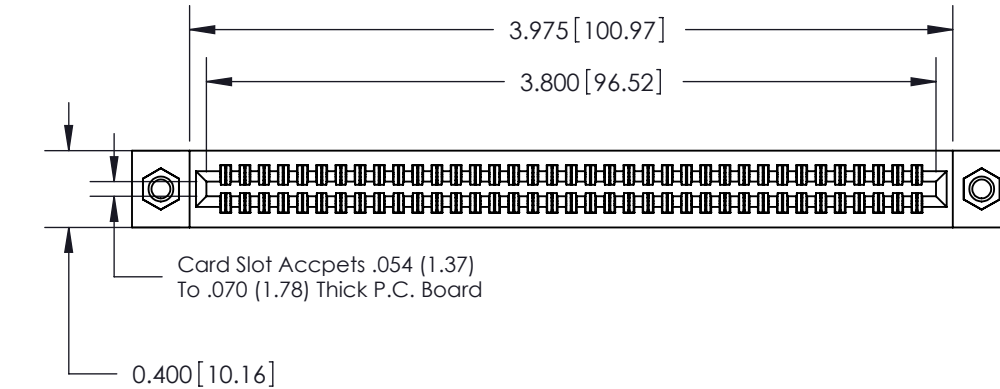 3.975[100.97]
3.800[96.52]
Card Slot Accpets .054 (1.37)
To .070 (1.78) Thick P.C. Board
0.400[10.16]